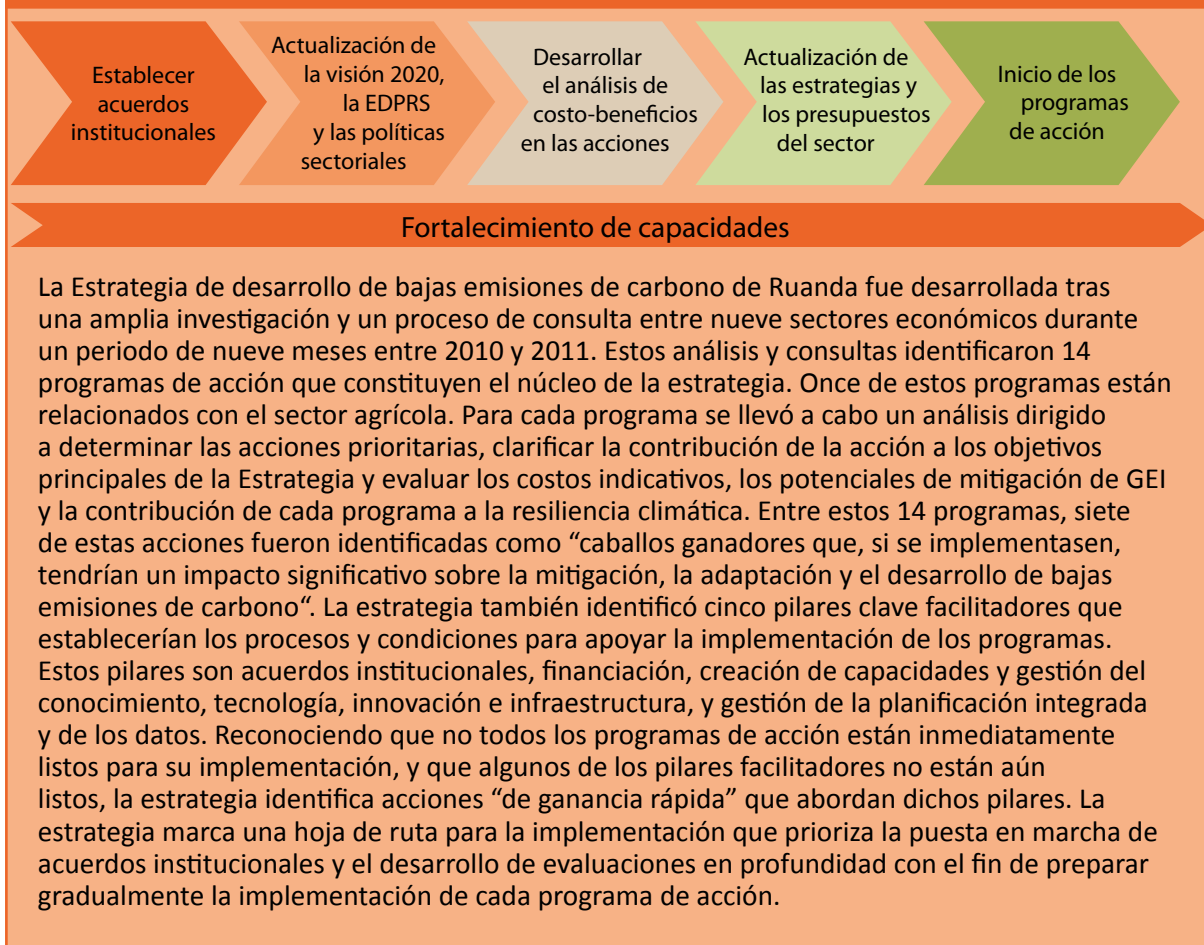 Establecer
acuerdos
institucionales
Actualización de
la visión 2020,
la EDPRS
y las políticas
sectoriales
Desarrollar
el análisis de
costo-beneficios
en las acciones
Actualización de
las estrategias y
los presupuestos
del sector
Inicio de los
programas
de acción
Fortalecimiento de capacidades
La Estrategia de desarrollo de bajas emisiones de carbono de Ruanda fue desarrollada tras
una amplia investigación y un proceso de consulta entre nueve sectores económicos durante
un periodo de nueve meses entre 2010 y 2011. Estos análisis y consultas identificaron 14
programas de acción que constituyen el núcleo de la estrategia. Once de estos programas están
relacionados con el sector agrícola. Para cada programa se llevó a cabo un análisis dirigido
a determinar las acciones prioritarias, clarificar la contribución de la acción a los objetivos
principales de la Estrategia y evaluar los costos indicativos, los potenciales de mitigación de GEI
y la contribución de cada programa a la resiliencia climática. Entre estos 14 programas, siete
de estas acciones fueron identificadas como “caballos ganadores que, si se implementasen,
tendrían un impacto significativo sobre la mitigación, la adaptación y el desarrollo de bajas
emisiones de carbono“. La estrategia también identificó cinco pilares clave facilitadores que
establecerían los procesos y condiciones para apoyar la implementación de los programas.
Estos pilares son acuerdos institucionales, financiación, creación de capacidades y gestión del
conocimiento, tecnología, innovación e infraestructura, y gestión de la planificación integrada
y de los datos. Reconociendo que no todos los programas de acción están inmediatamente
listos para su implementación, y que algunos de los pilares facilitadores no están aún
listos, la estrategia identifica acciones “de ganancia rápida” que abordan dichos pilares. La
estrategia marca una hoja de ruta para la implementación que prioriza la puesta en marcha de
acuerdos institucionales y el desarrollo de evaluaciones en profundidad con el fin de preparar
gradualmente la implementación de cada programa de acción.